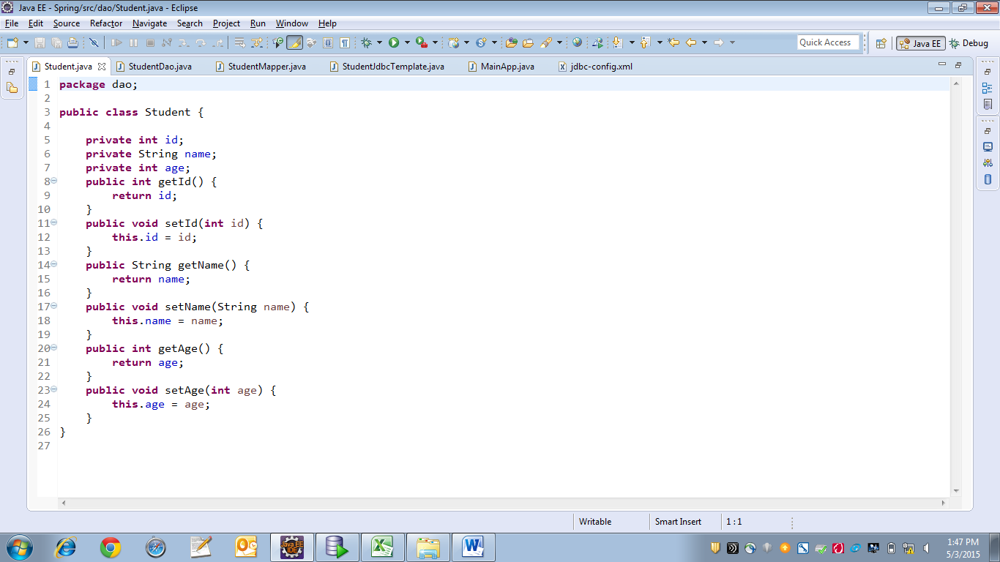 Java EE - Spring/src/dao/Student.java - Eclipse
File Edit Source Refactor Navigate Search Project Run Window Help
Quick Access Java EE Debug
Student.java StudentDao.java StudentMapper.java StudentJdbcTemplate.java MainApp.java jdbc-config.xml
1 package dao;
2
3 public class Student {
4
5     private int id;
6     private String name;
7     private int age;
8     public int getId() {
9         return id;
10     }
11     public void setId(int id) {
12         this.id = id;
13     }
14     public String getName() {
15         return name;
16     }
17     public void setName(String name) {
18         this.name = name;
19     }
20     public int getAge() {
21         return age;
22     }
23     public void setAge(int age) {
24         this.age = age;
25     }
26 }
27
Writable Smart Insert 1 : 1
Java EE IDE
1:47 PM
5/3/2015